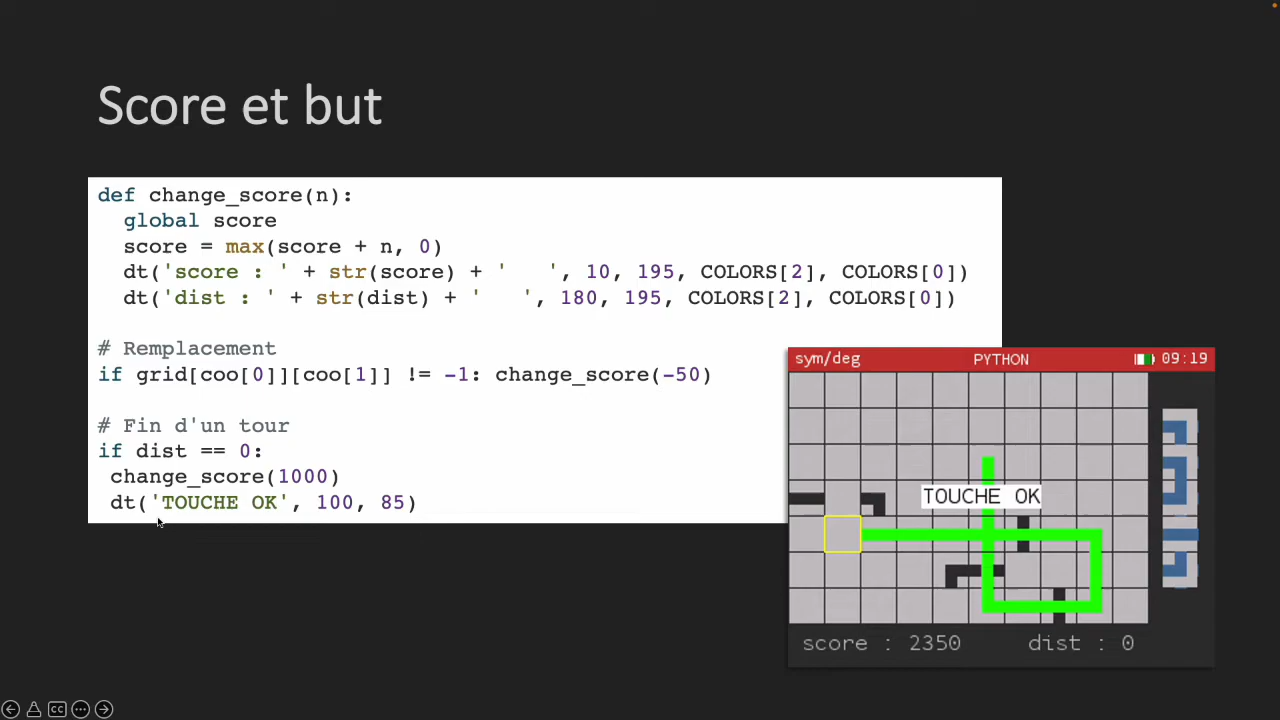 Score et but
def change_score(n):
  global score
  score = max(score + n, 0)
  dt('score : ' + str(score) + '   ', 10, 195, COLORS[2], COLORS[0])
  dt('dist : ' + str(dist) + '   ', 180, 195, COLORS[2], COLORS[0])
# Remplacement
if grid[coo[0]][coo[1]] != -1: change_score(-50)
# Fin d'un tour
if dist == 0:
 change_score(1000)
 dt('TOUCHE OK', 100, 85)
sym/deg PYTHON 09:19
TOUCHE OK
score : 2350 dist : 0
CC